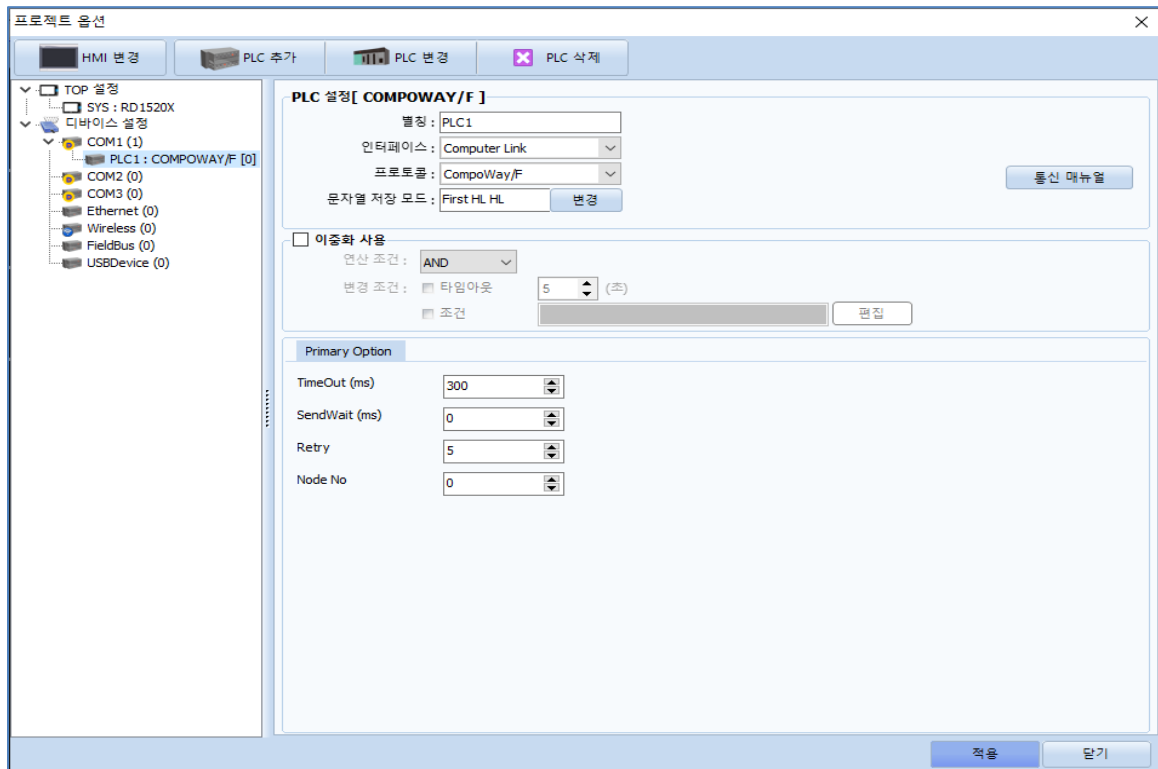 프로젝트 옵션
HMI 변경
PLC 추가
PLC 변경
PLC 삭제
TOP 설정
SYS : RD1520X
디바이스 설정
COM1 (1)
PLC1 : COMPOWAY/F [0]
COM2 (0)
COM3 (0)
Ethernet (0)
Wireless (0)
FieldBus (0)
USBDevice (0)
PLC 설정[ COMPOWAY/F ]
별칭 : PLC1
인터페이스 : Computer Link
프로토콜 : CompoWay/F
통신 매뉴얼
문자열 저장 모드 : First HL HL 변경
이중화 사용
연산 조건 : AND
변경 조건 : 타임아웃 5 (초)
조건 편집
Primary Option
TimeOut (ms) 300
SendWait (ms) 0
Retry 5
Node No 0
적용 닫기